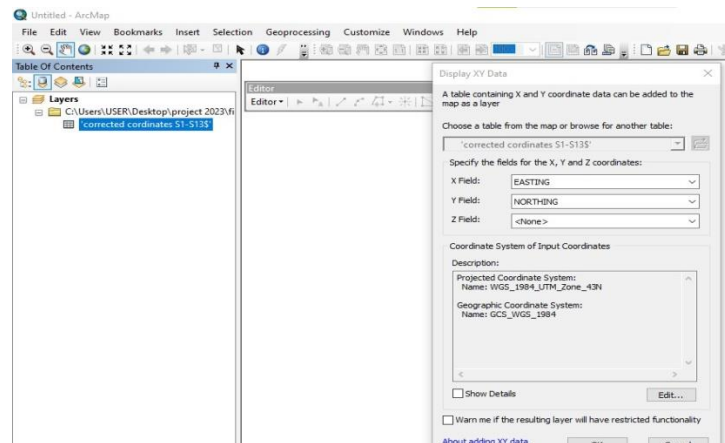 Untitled - ArcMap
File Edit View Bookmarks Insert Selection Geoprocessing Customize Windows Help
Table Of Contents
Layers
C:\Users\USER\Desktop\project 2023\fi
'corrected cordinates S1-S13$'
Editor
Editor
Display XY Data
A table containing X and Y coordinate data can be added to the
map as a layer
Choose a table from the map or browse for another table:
'corrected cordinates S1-S13$'
Specify the fields for the X, Y and Z coordinates:
X Field: EASTING
Y Field: NORTHING
Z Field: <None>
Coordinate System of Input Coordinates
Description:
Projected Coordinate System:
Name: WGS_1984_UTM_Zone_43N
Geographic Coordinate System:
Name: GCS_WGS_1984
Show Details Edit...
Warn me if the resulting layer will have restricted functionality
About adding XY data